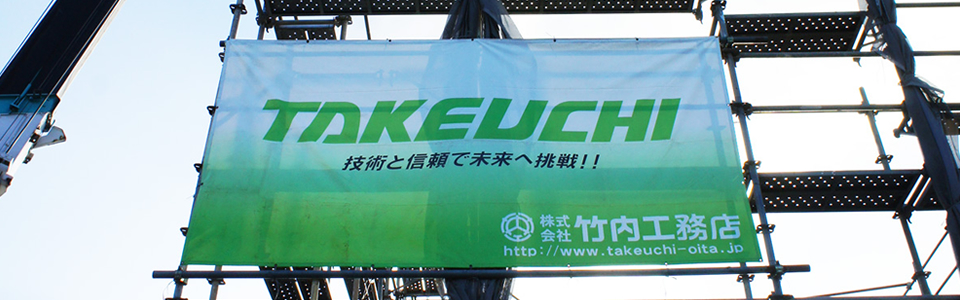 TAKEUCHI
技術と信頼で未来へ挑戦!!
株式会社 竹内工務店
http://www.takeuchi-oita.jp